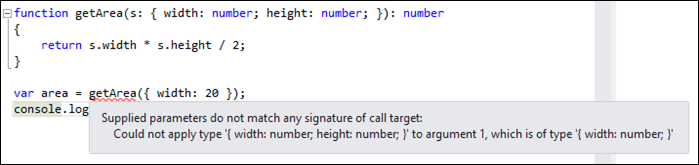 function getArea(s: { width: number; height: number; }): number
{
return s.width * s.height / 2;
}
var area = getArea({ width: 20 });
console.log
Supplied parameters do not match any signature of call target:
Could not apply type '{ width: number; height: number; }' to argument 1, which is of type '{ width: number; }'